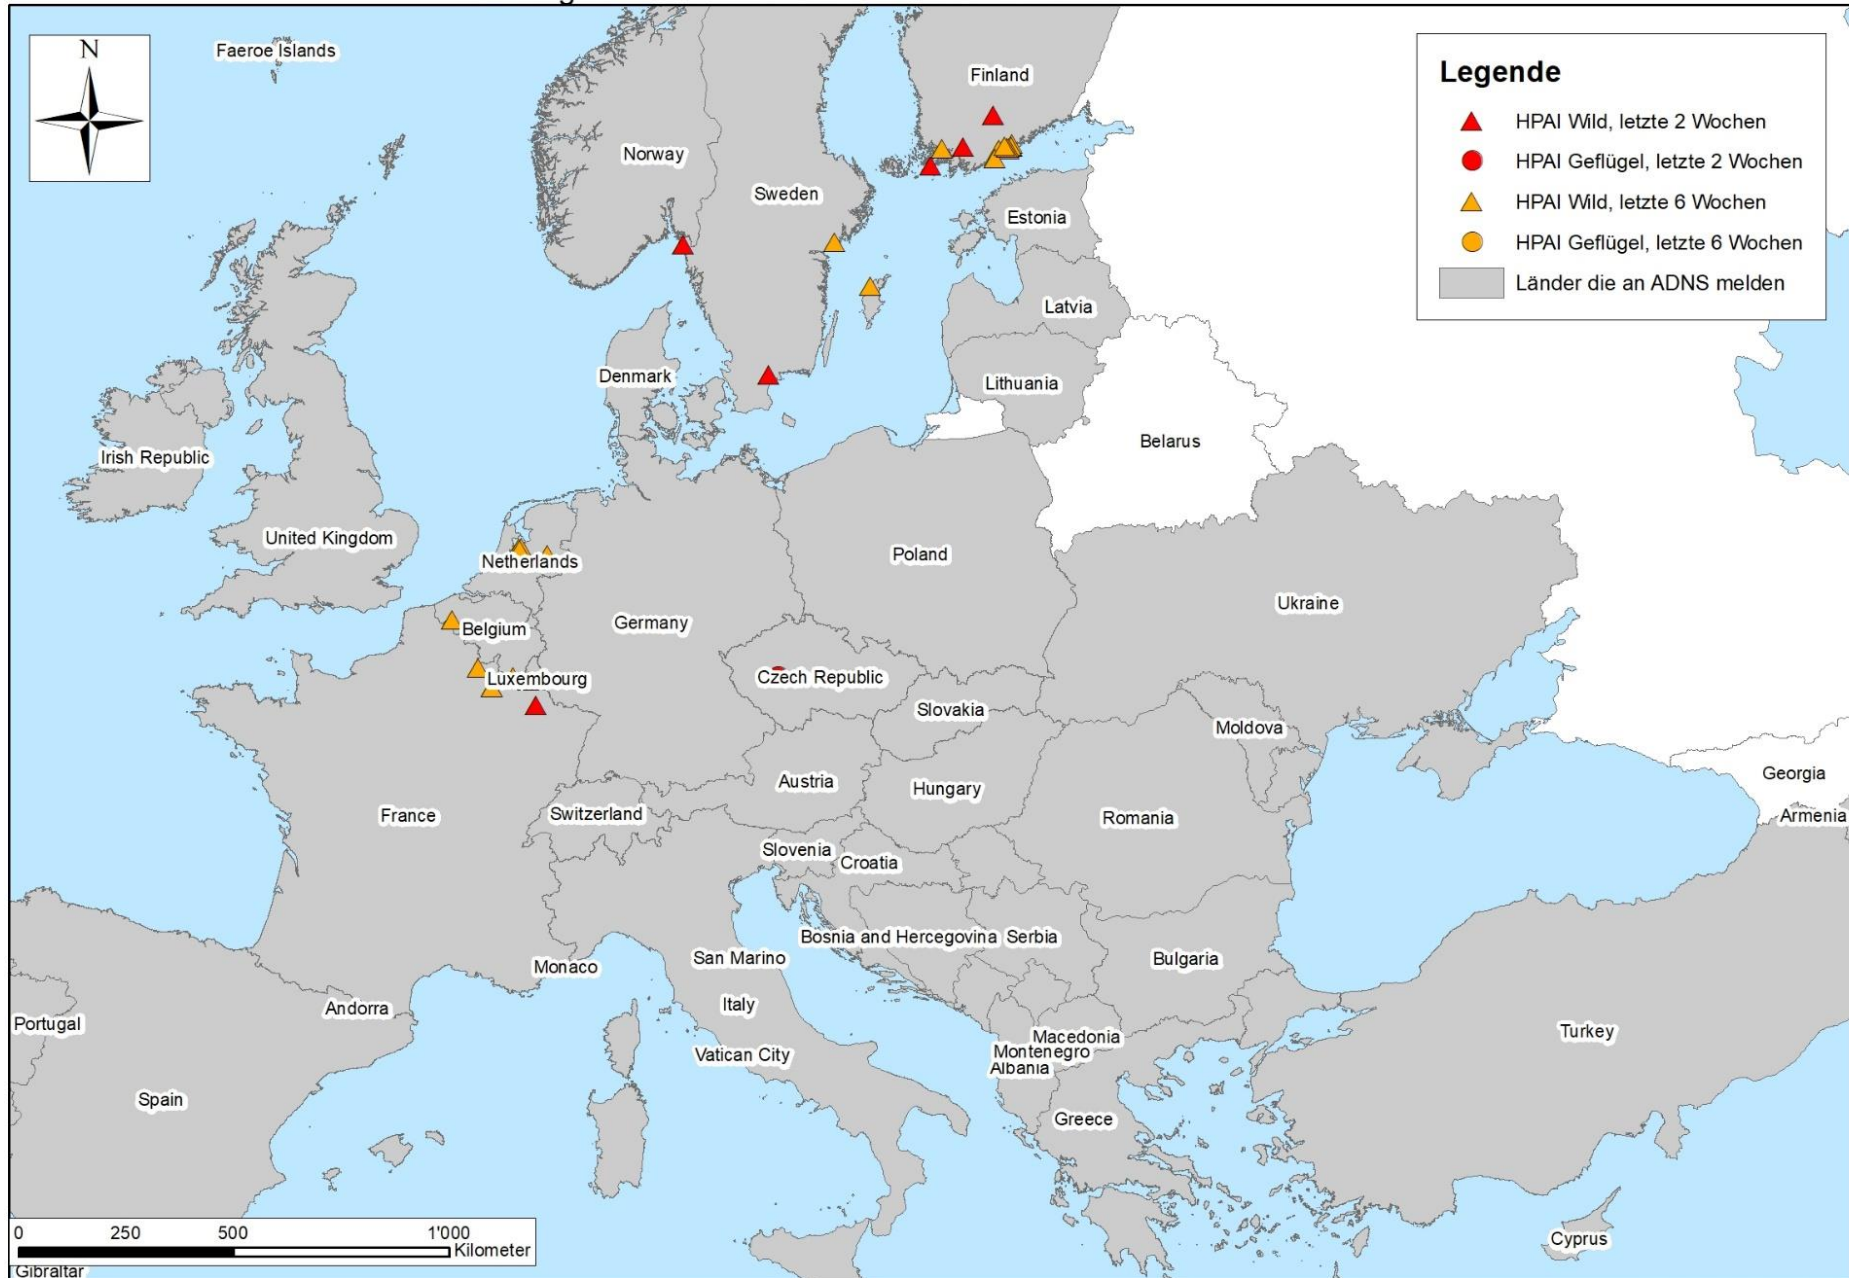 N
Faeroe Islands
Finland
Norway
Sweden
Estonia
Latvia
Lithuania
Denmark
Belarus
Irish Republic
United Kingdom
Netherlands
Poland
Belgium
Germany
Ukraine
Luxembourg
Czech Republic
Slovakia
Moldova
Austria
Hungary
Georgia
France
Switzerland
Romania
Armenia
Slovenia
Croatia
Bosnia and Hercegovina
Serbia
San Marino
Bulgaria
Monaco
Andorra
Italy
Portugal
Macedonia
Turkey
Montenegro
Vatican City
Albania
Spain
Greece
Cyprus
Gibraltar
Legende
HPAI Wild, letzte 2 Wochen
HPAI Geflügel, letzte 2 Wochen
HPAI Wild, letzte 6 Wochen
HPAI Geflügel, letzte 6 Wochen
Länder die an ADNS melden
0 250 500 1'000
Kilometer